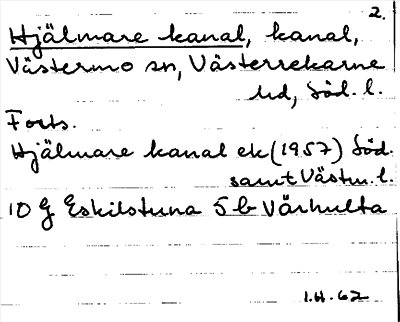 2.
Hjälmare kanal, kanal,
Västermo sn, Västerrekarne
hd, Söd. l.
Forts.
Hjälmare kanal ek (1957) Söd.
samt Västm. l.
10 g Eskilstuna 5 b Vårhulta
I.H. 62